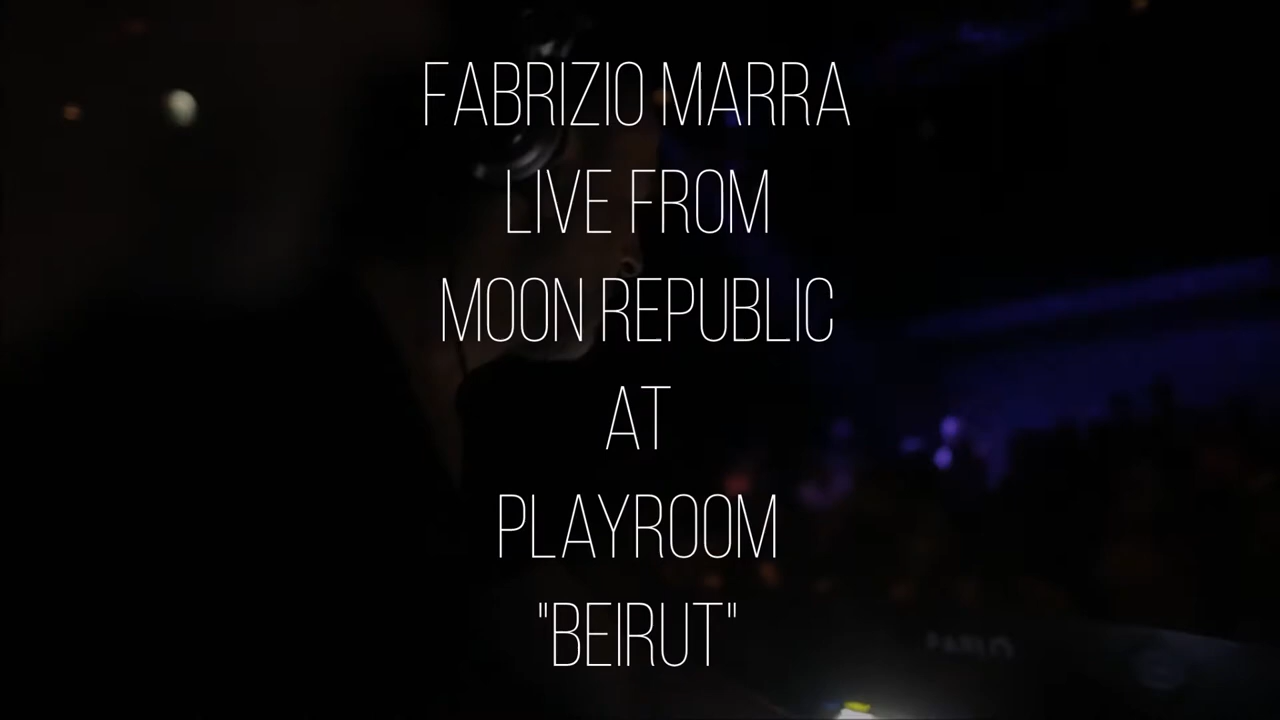 FABRIZIO MARRA
LIVE FROM
MOON REPUBLIC
AT
PLAYROOM
"BEIRUT"